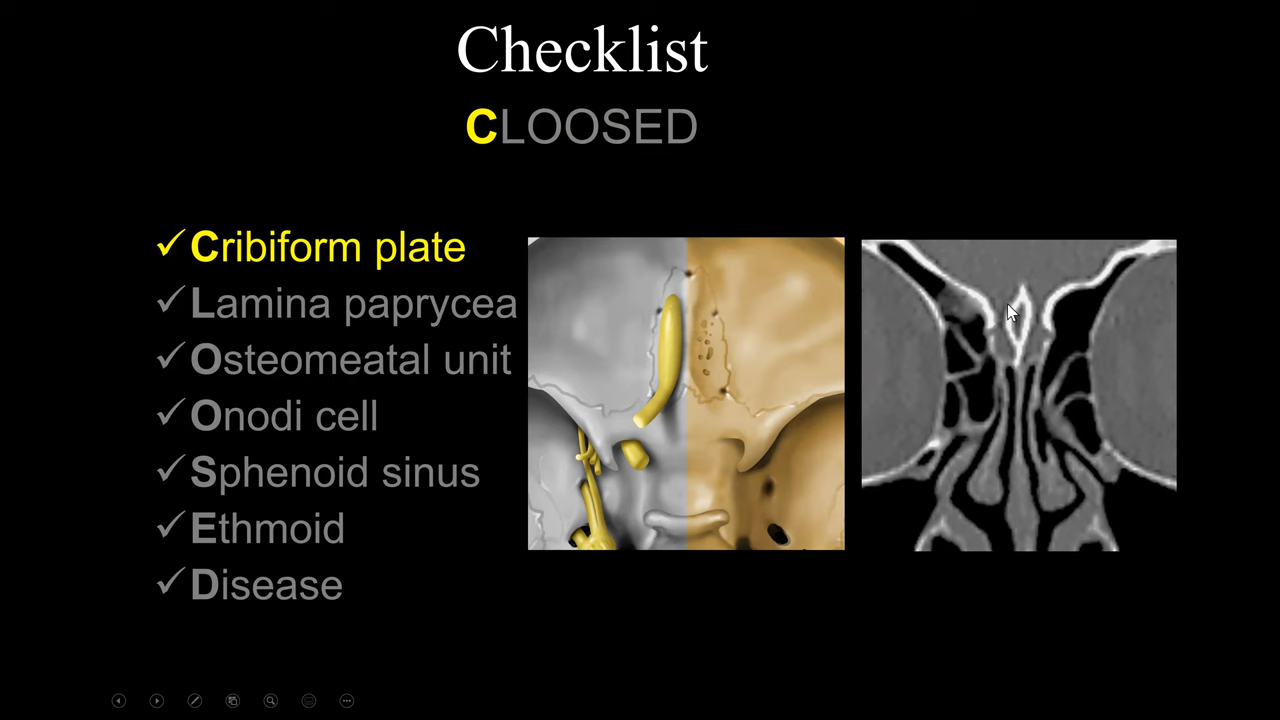 Checklist
CLOOSED
✓Cribiform plate
✓Lamina paprycea
✓Osteomeatal unit
✓Onodi cell
✓Sphenoid sinus
✓Ethmoid
✓Disease